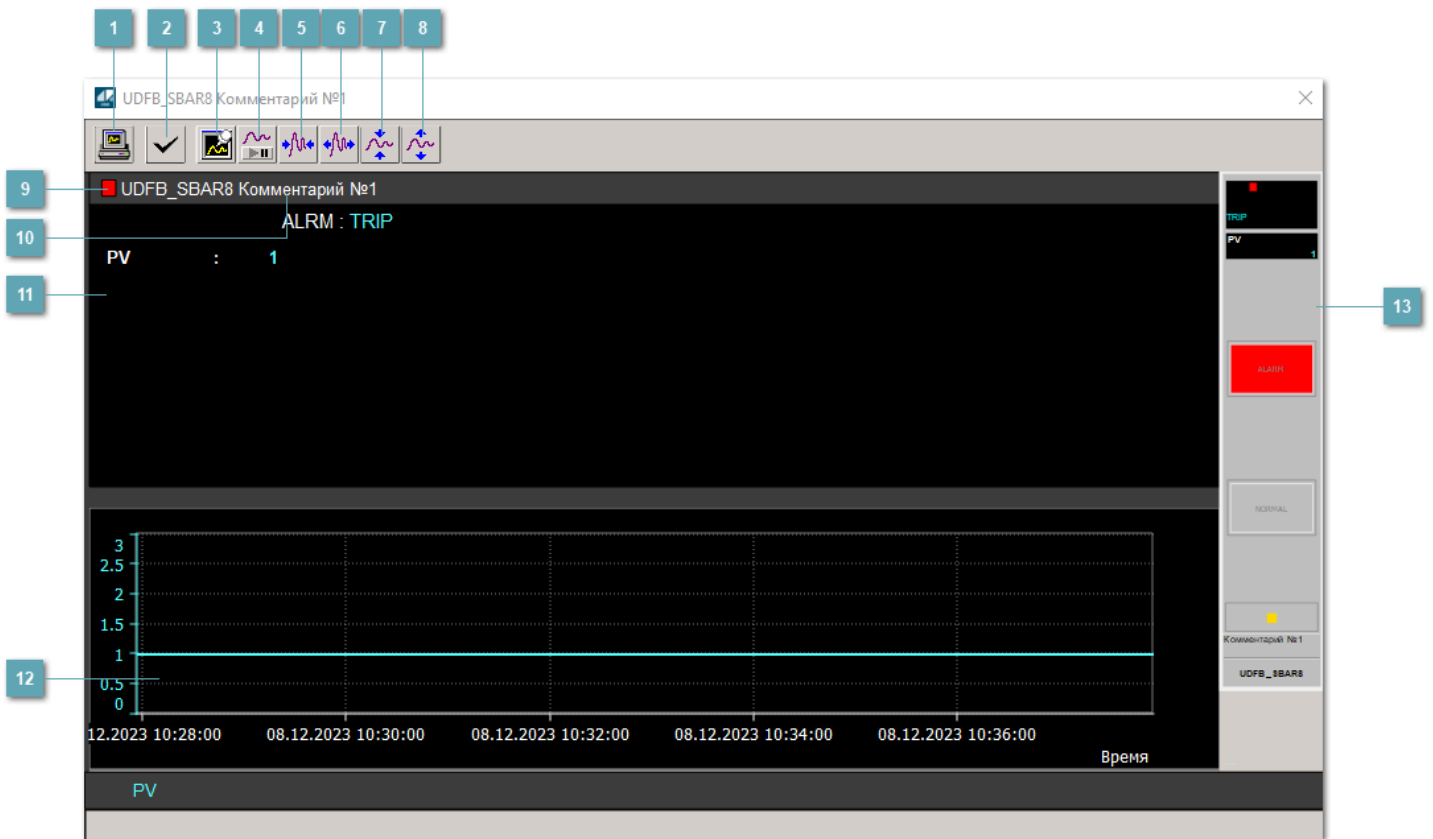 1 2 3 4 5 6 7 8
UDFB_SBAR8 Комментарий №1
9
UDFB_SBAR8 Комментарий №1
10
ALRM : TRIP
PV : 1
11
TRIP
PV
1
13
ALARM
NORMAL
Комментарий №1
UDFB_SBAR8
3
2.5
2
1.5
1
12
0.5
0
12.2023 10:28:00 08.12.2023 10:30:00 08.12.2023 10:32:00 08.12.2023 10:34:00 08.12.2023 10:36:00
Время
PV